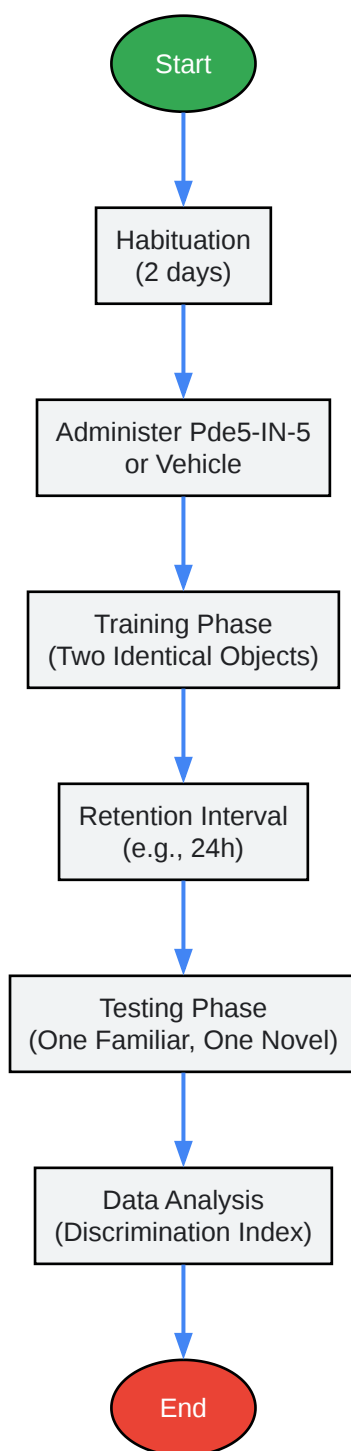 Start
Habituation
(2 days)
Administer Pde5-IN-5
or Vehicle
Training Phase
(Two Identical Objects)
Retention Interval
(e.g., 24h)
Testing Phase
(One Familiar, One Novel)
Data Analysis
(Discrimination Index)
End